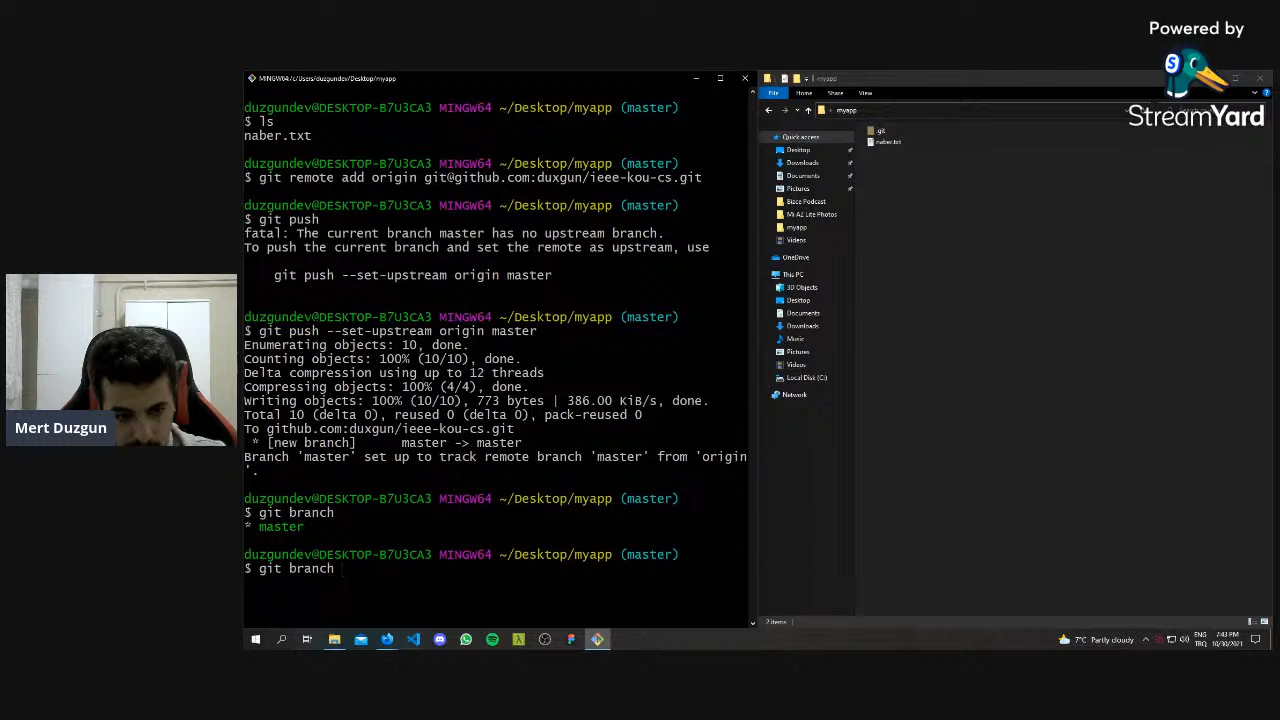 Powered by
StreamYard
MINGW64:/c/Users/duzgundev/Desktop/myapp
duzgundev@DESKTOP-B7U3CA3 MINGW64 ~/Desktop/myapp (master)
$ ls
naber.txt
duzgundev@DESKTOP-B7U3CA3 MINGW64 ~/Desktop/myapp (master)
$ git remote add origin git@github.com:duxgun/ieee-kou-cs.git
duzgundev@DESKTOP-B7U3CA3 MINGW64 ~/Desktop/myapp (master)
$ git push
fatal: The current branch master has no upstream branch.
To push the current branch and set the remote as upstream, use
git push --set-upstream origin master
duzgundev@DESKTOP-B7U3CA3 MINGW64 ~/Desktop/myapp (master)
$ git push --set-upstream origin master
Enumerating objects: 10, done.
Counting objects: 100% (10/10), done.
Delta compression using up to 12 threads
Compressing objects: 100% (4/4), done.
Writing objects: 100% (10/10), 773 bytes | 386.00 KiB/s, done.
Total 10 (delta 0), reused 0 (delta 0), pack-reused 0
To github.com:duxgun/ieee-kou-cs.git
* [new branch] master -> master
Branch 'master' set up to track remote branch 'master' from 'origin
'.
duzgundev@DESKTOP-B7U3CA3 MINGW64 ~/Desktop/myapp (master)
$ git branch
* master
duzgundev@DESKTOP-B7U3CA3 MINGW64 ~/Desktop/myapp (master)
$ git branch
Mert Duzgun
myapp
File Home Share View
myapp
Quick access
Desktop
Downloads
Documents
Pictures
Bizce Podcast
Mi A2 Lite Photos
myapp
Videos
OneDrive
This PC
3D Objects
Desktop
Documents
Downloads
Music
Pictures
Videos
Local Disk (C:)
Network
.git
naber.txt
2 items
7°C Partly cloudy
ENG
TRQ
7:43 PM
10/30/2021